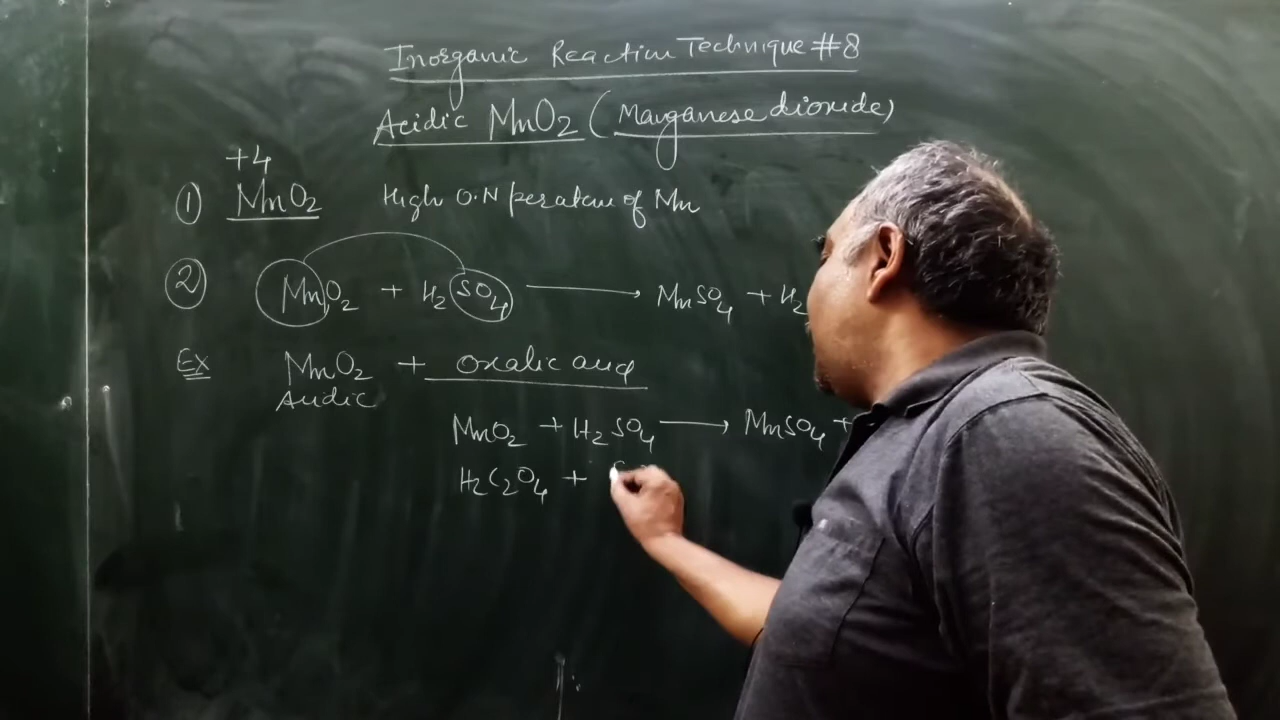 Inorganic Reaction Technique #8
Acidic MnO2 (Manganese dioxide)
+4
① MnO2 High O.N of Mn
② MnO2 + H2SO4 ⟶ MnSO4 + H2
Ex MnO2 + Oxalic acid
Acidic
MnO2 + H2SO4 ⟶ MnSO4 +
H2C2O4 +